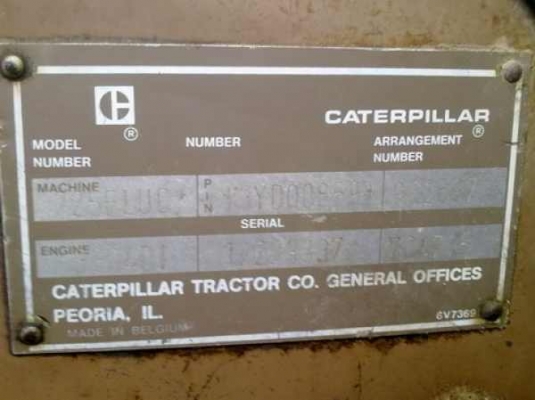 C
®
CATERPILLAR
®
MODEL NUMBER ARRANGEMENT
NUMBER NUMBER
MACHINE PIN
SERIAL
ENGINE
CATERPILLAR TRACTOR CO. GENERAL OFFICES
PEORIA, IL.
MADE IN BELGIUM
6V7369